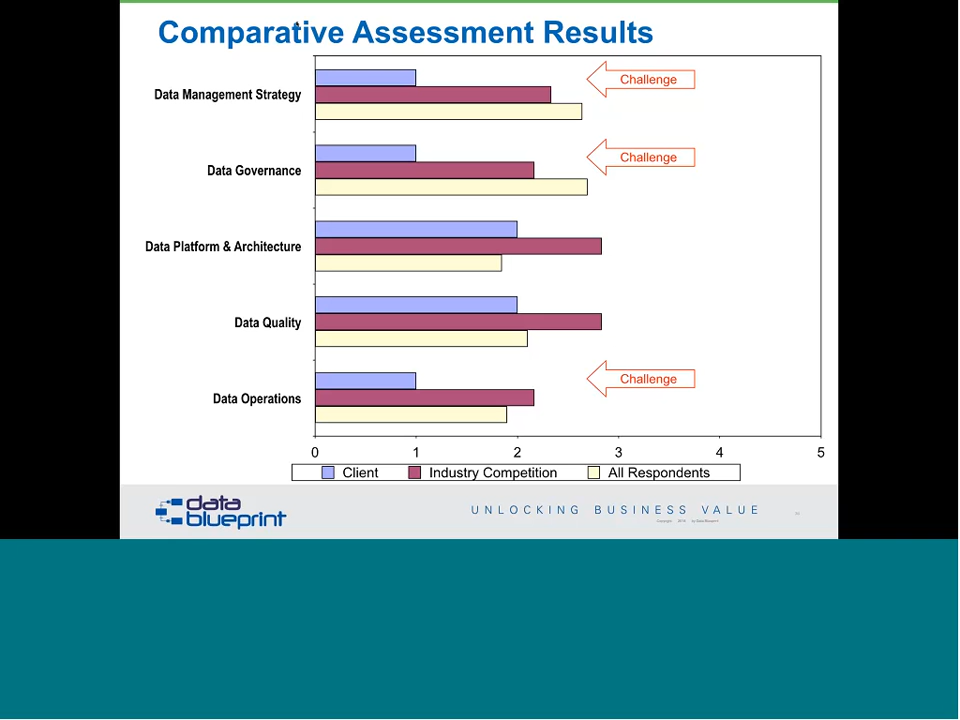 Comparative Assessment Results
Challenge
Data Management Strategy
Challenge
Data Governance
Data Platform & Architecture
Data Quality
Challenge
Data Operations
0 1 2 3 4 5
Client Industry Competition All Respondents
data
blueprint
UNLOCKING BUSINESS VALUE